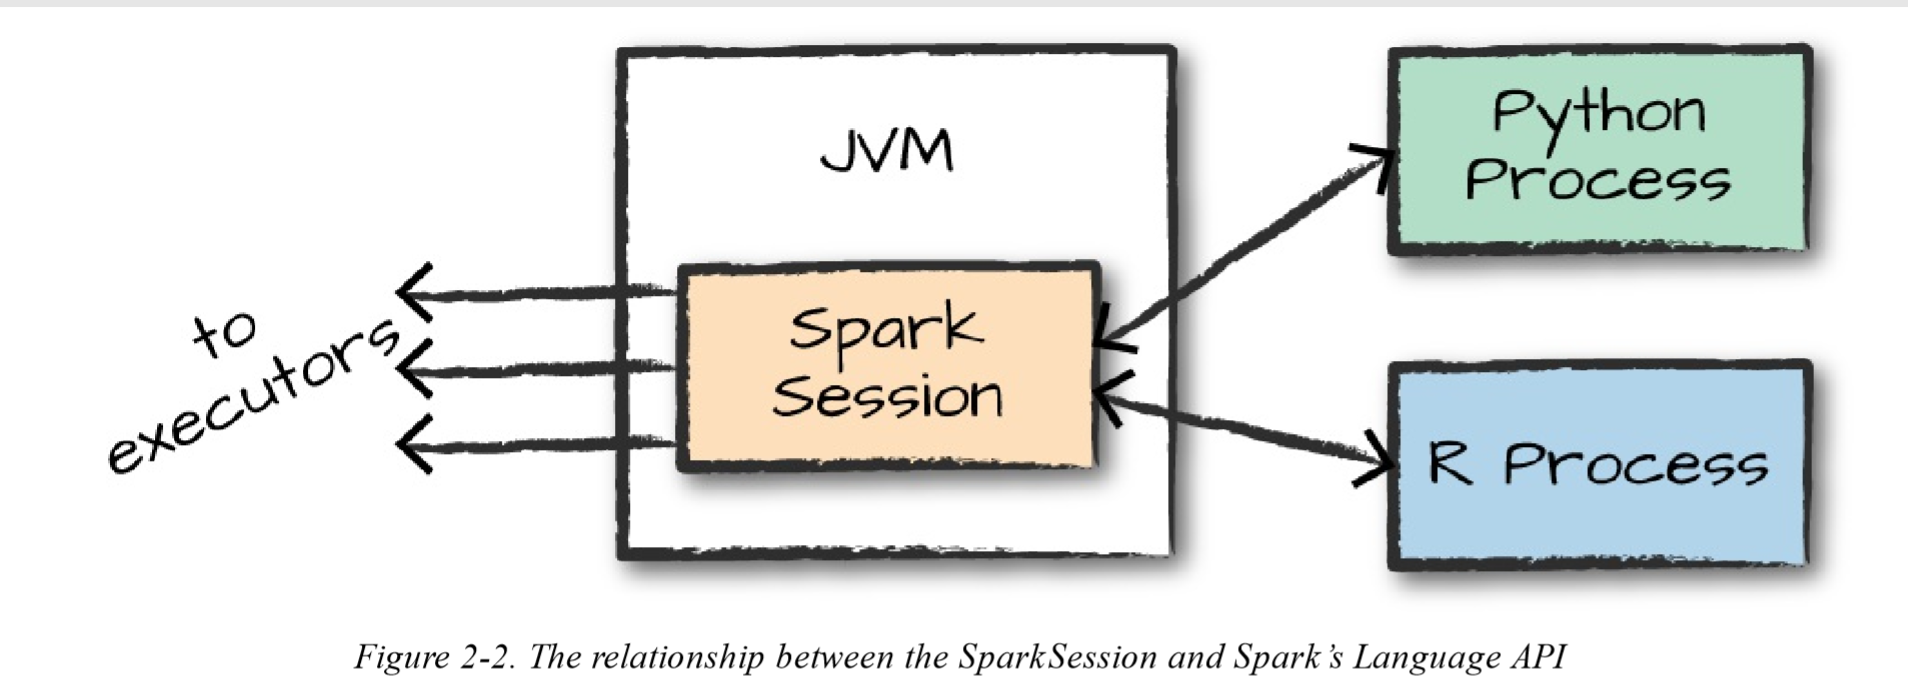 JVM
Python
Process
to
executors
Spark
Session
R Process
Figure 2-2. The relationship between the SparkSession and Spark's Language API